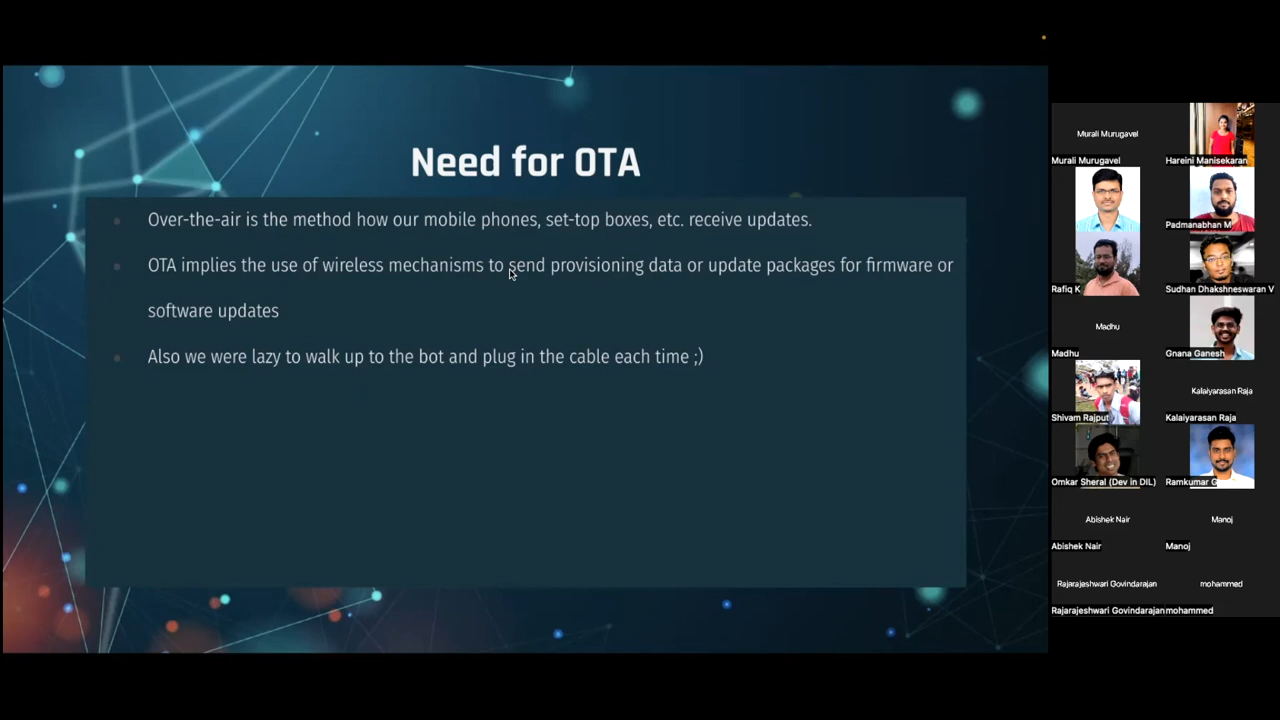 Need for OTA
Over-the-air is the method how our mobile phones, set-top boxes, etc. receive updates.
OTA implies the use of wireless mechanisms to send provisioning data or update packages for firmware or
software updates
Also we were lazy to walk up to the bot and plug in the cable each time ;)
Murali Murugavel
Murali Murugavel
Hareini Manisekaran
Padmanabhan M
Rafiq K
Sudhan Dhakshneswaran V
Madhu
Madhu
Gnana Ganesh
Kalaiyarasan Raja
Shivam Rajput
Kalaiyarasan Raja
Omkar Sheral (Dev in DIL)
Ramkumar G
Abishek Nair
Manoj
Abishek Nair
Manoj
Rajarajeshwari Govindarajan
mohammed
Rajarajeshwari Govindarajan
mohammed